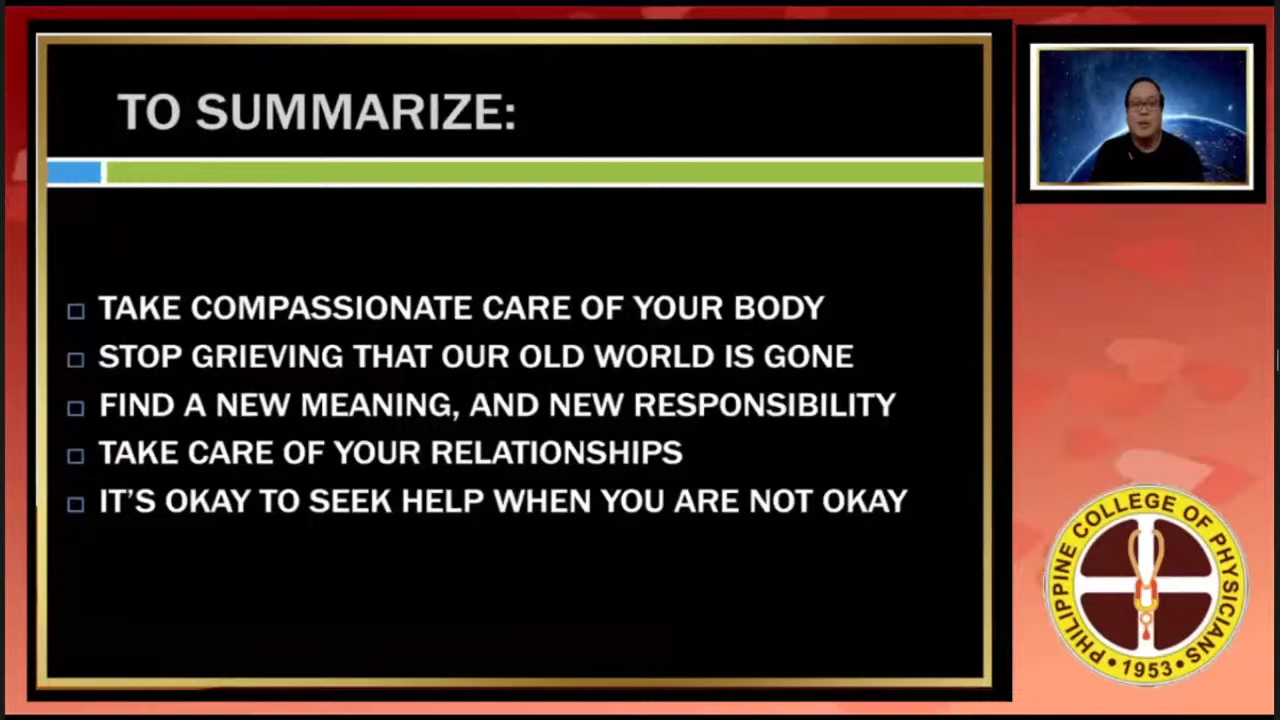 TO SUMMARIZE:
TAKE COMPASSIONATE CARE OF YOUR BODY
STOP GRIEVING THAT OUR OLD WORLD IS GONE
FIND A NEW MEANING, AND NEW RESPONSIBILITY
TAKE CARE OF YOUR RELATIONSHIPS
IT'S OKAY TO SEEK HELP WHEN YOU ARE NOT OKAY
PHILIPPINE COLLEGE OF PHYSICIANS
• 1953 •